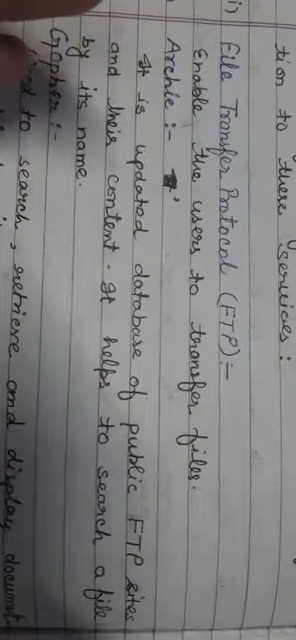 tion to these services:
i) File Transfer Protocol (FTP):-
Enable the users to transfer files.
Archie:-
It is updated database of public FTP sites
and their content. It helps to search a file
by its name.
Gopher:-
to search, retrieve and display document